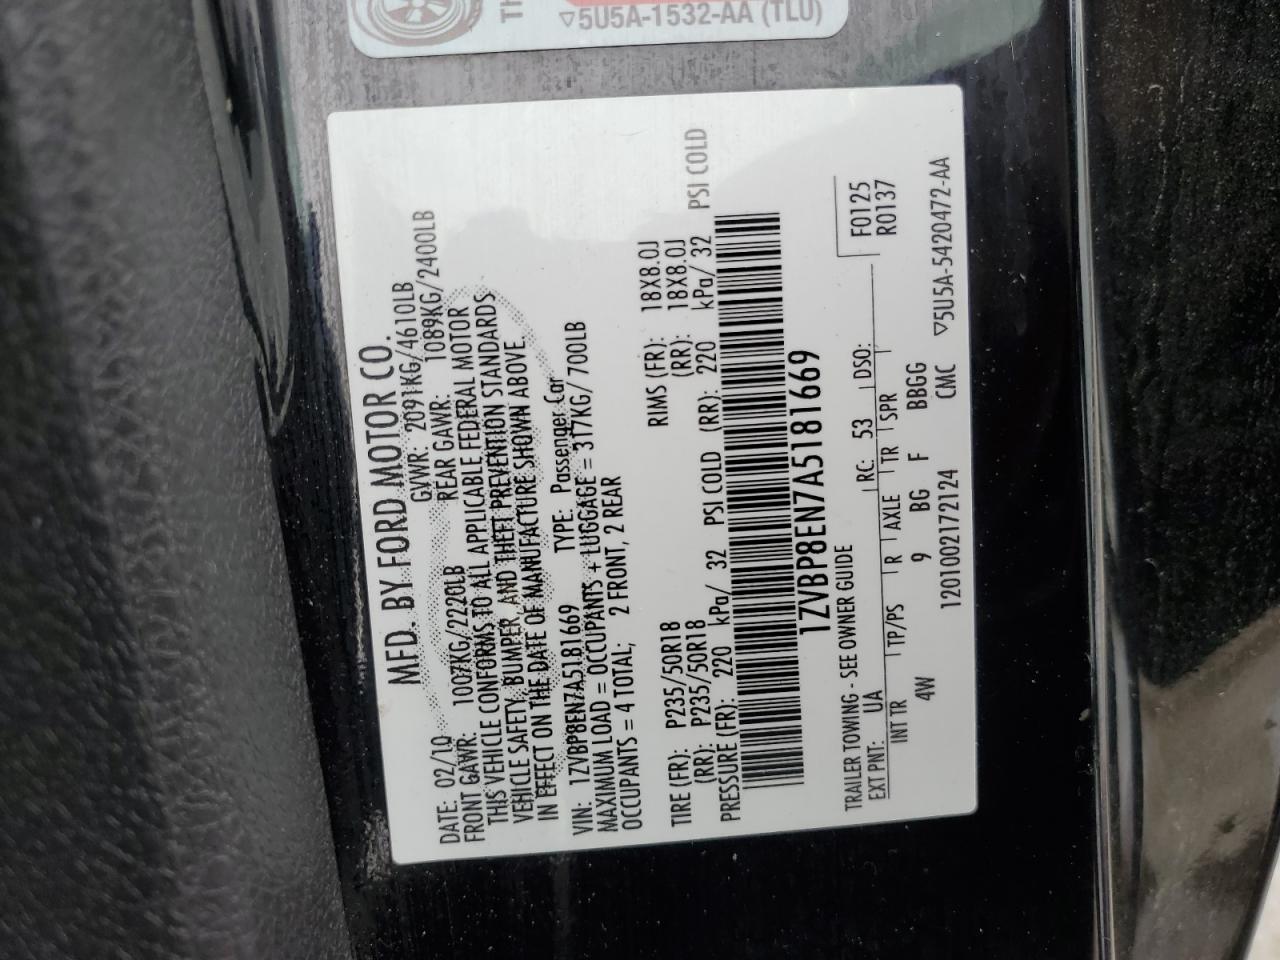 TH
▽5U5A-1532-AA (TLU)
MFD. BY FORD MOTOR CO.
DATE: 02/10 GVWR: 2091KG/4610LB
FRONT GAWR: 1007KG/2220LB REAR GAWR: 1089KG/2400LB
THIS VEHICLE CONFORMS TO ALL APPLICABLE FEDERAL MOTOR
VEHICLE SAFETY, BUMPER, AND THEFT PREVENTION STANDARDS
IN EFFECT ON THE DATE OF MANUFACTURE SHOWN ABOVE.
VIN: 1ZVBP8EN7A5181669 TYPE: Passenger Car
MAXIMUM LOAD = OCCUPANTS + LUGGAGE = 317KG/700LB
OCCUPANTS = 4 TOTAL; 2 FRONT, 2 REAR
TIRE (FR): P235/50R18 RIMS (FR): 18X8.0J
(RR): P235/50R18 (RR): 18X8.0J
PRESSURE (FR): 220 kPa/ 32 PSI COLD (RR): 220 kPa/ 32 PSI COLD
1ZVBP8EN7A5181669
TRAILER TOWING - SEE OWNER GUIDE F0125
EXT PNT: UA RC: 53 DSO: R0137
INT TR TP/PS R AXLE TR SPR
4W 9 BG F BBGG
1201002172124 CMC ▽5U5A-5420472-AA